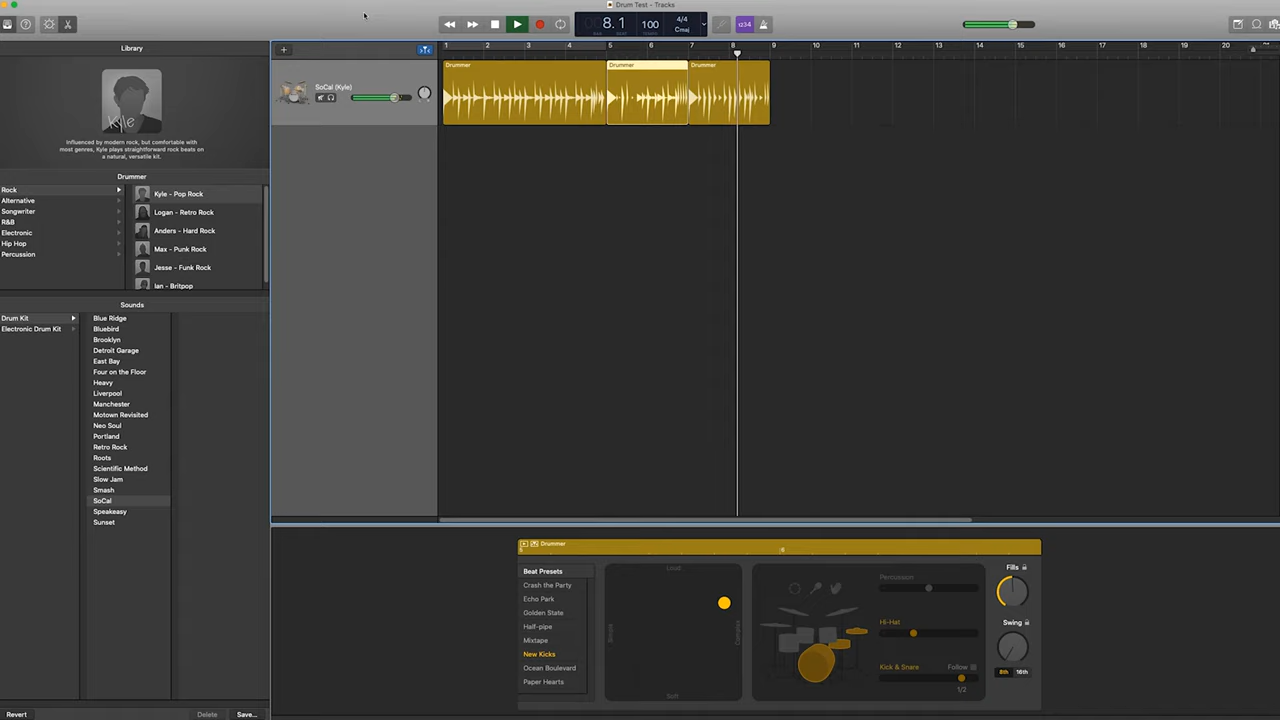 Drum Test - Tracks
8.1
100
4/4
Cmaj
1234
Library
Kyle
Influenced by modern rock, but comfortable with
most genres, Kyle plays straightforward rock beats
on a natural, versatile kit.
Drummer
Rock
Alternative
Songwriter
R&B
Electronic
Hip Hop
Percussion
Kyle - Pop Rock
Logan - Retro Rock
Anders - Hard Rock
Max - Punk Rock
Jesse - Funk Rock
Ian - Britpop
Sounds
Drum Kit
Electronic Drum Kit
Blue Ridge
Bluebird
Brooklyn
Detroit Garage
East Bay
Four on the Floor
Heavy
Liverpool
Manchester
Motown Revisited
Neo Soul
Portland
Retro Rock
Roots
Scientific Method
Slow Jam
Smash
SoCal
Speakeasy
Sunset
Revert
Delete
Save...
1 2 3 4 5 6 7 8 9 10 11 12 13 14 15 16 17 18 19 20
SoCal (Kyle)
Drummer
Drummer
Drummer
Drummer
5
6
Beat Presets
Crash the Party
Echo Park
Golden State
Half-pipe
Mixtape
New Kicks
Ocean Boulevard
Paper Hearts
Loud
Simple
Complex
Soft
Percussion
Hi-Hat
Kick & Snare
Follow
1/2
Fills
Swing
8th
16th